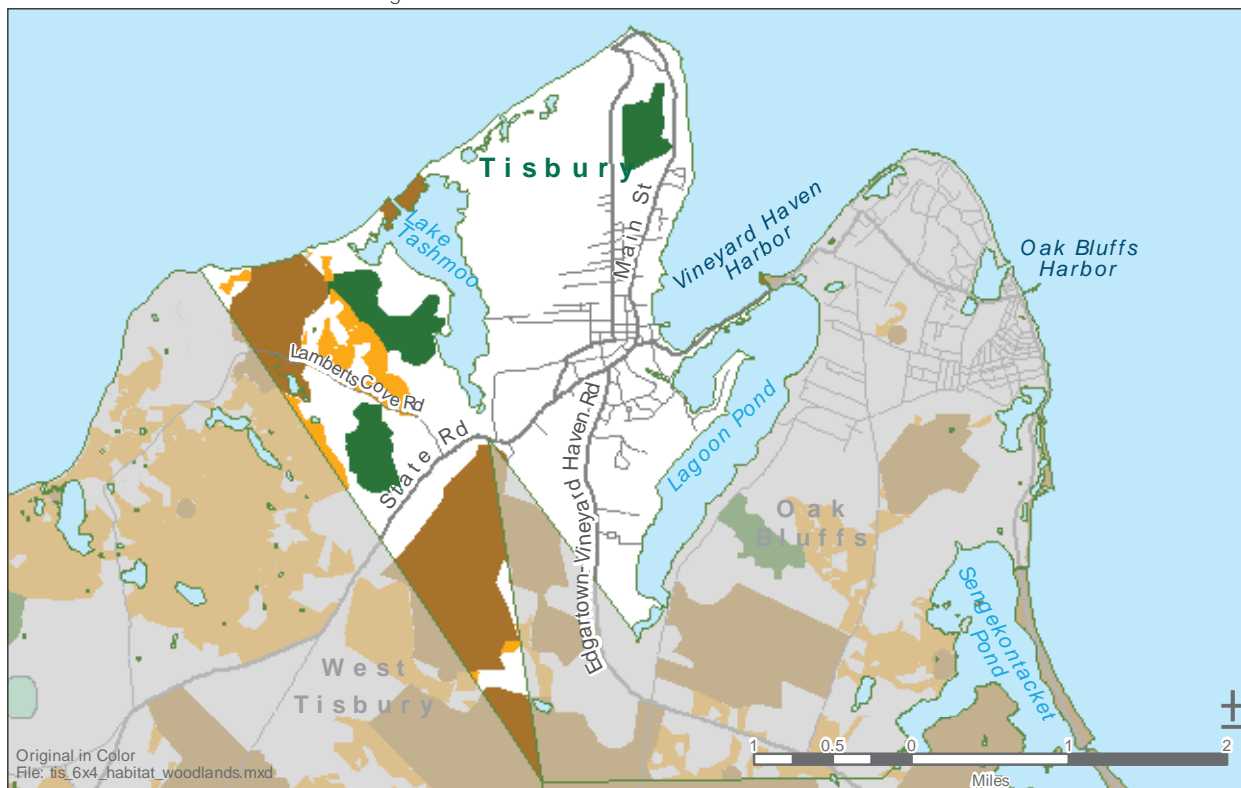 Tisbury
Main St
Lake
Tashmoo
Vineyard Haven
Harbor
Oak Bluffs
Harbor
Lamberts Cove Rd
State Rd
Edgartown-Vineyard Haven Rd
Lagoon Pond
Oak
Bluffs
Sengekontacket
Pond
West
Tisbury
1 0.5 0 1 2
Miles
Original in Color
File: tis_6x4_habitat_woodlands.mxd